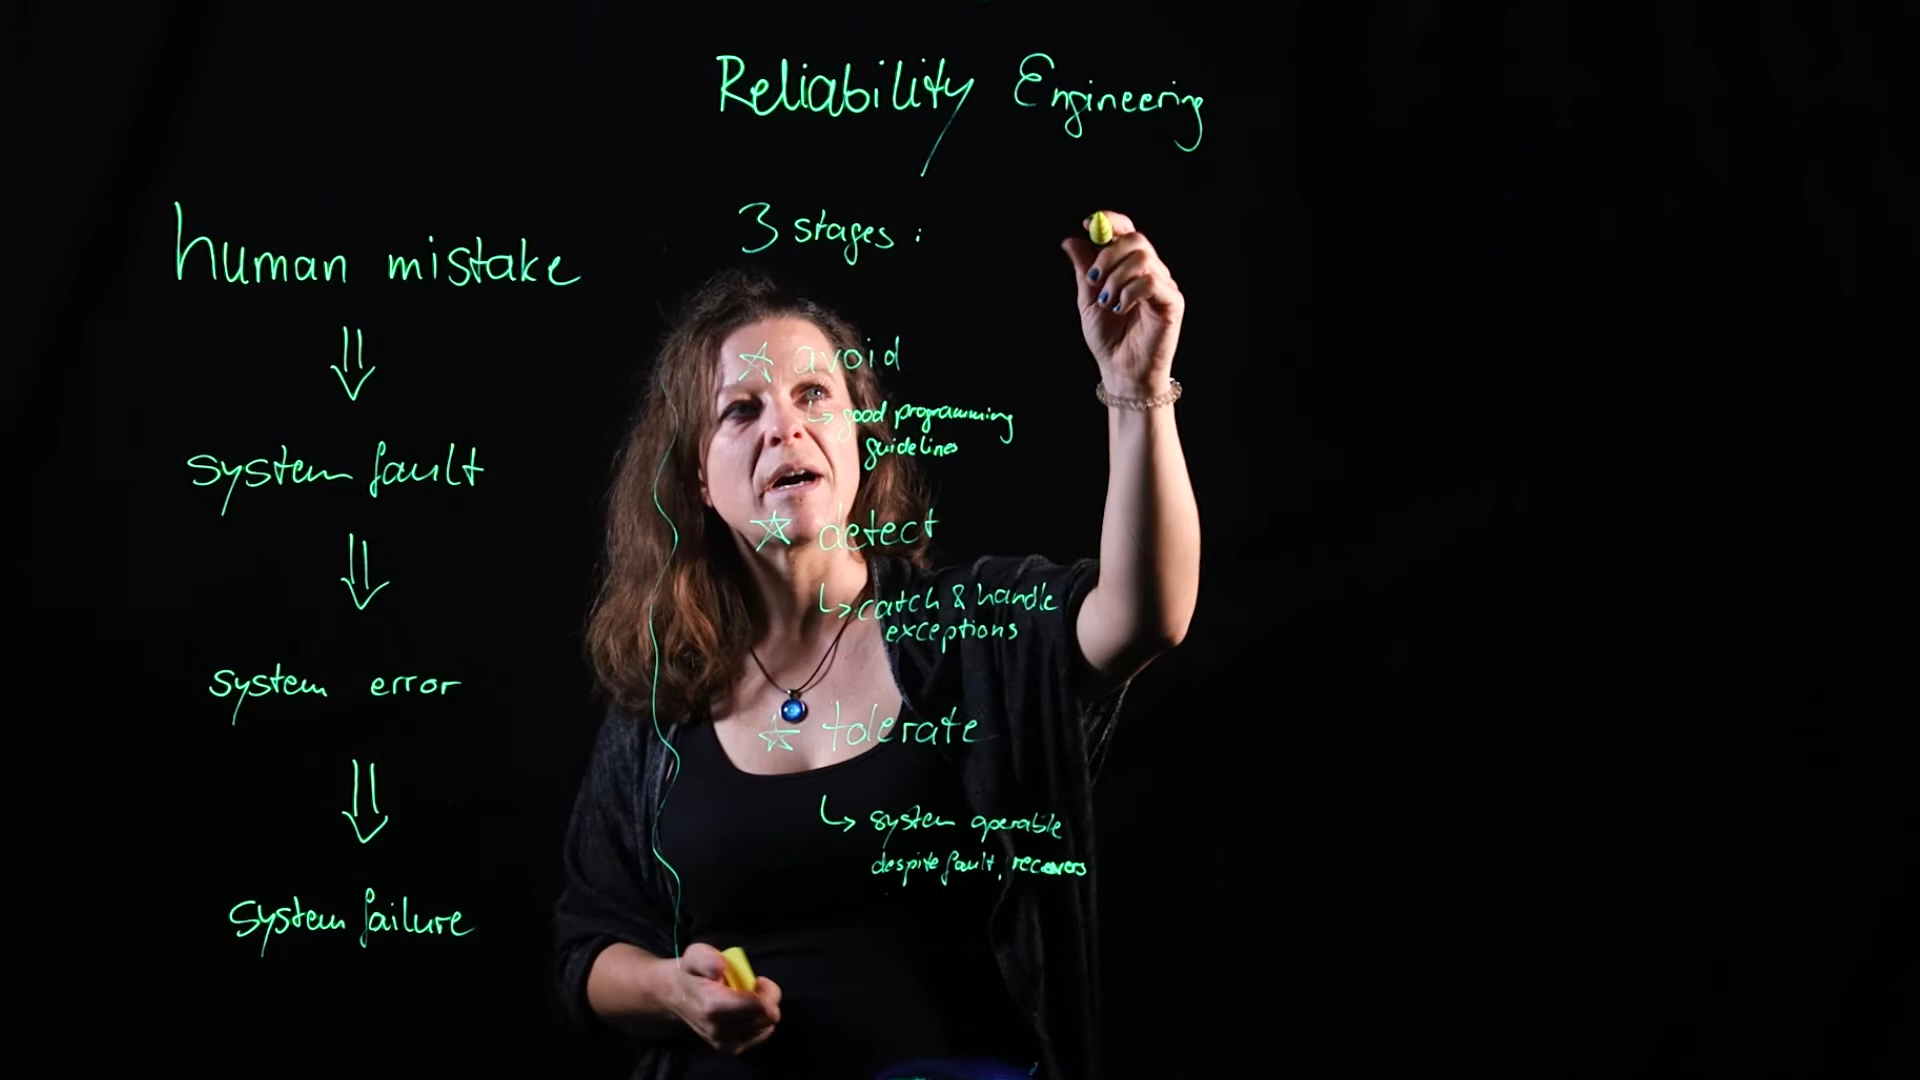 Reliability Engineering
human mistake
⇓
system fault
⇓
system error
⇓
system failure
3 stages :
☆ avoid
↳ good programming
guidelines
☆ detect
↳ catch & handle
exceptions
☆ tolerate
↳ system operable
despite fault, recovers